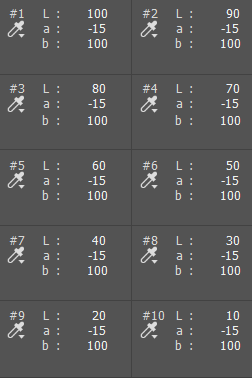 #1 L : 100
a : -15
b : 100
#2 L : 90
a : -15
b : 100
#3 L : 80
a : -15
b : 100
#4 L : 70
a : -15
b : 100
#5 L : 60
a : -15
b : 100
#6 L : 50
a : -15
b : 100
#7 L : 40
a : -15
b : 100
#8 L : 30
a : -15
b : 100
#9 L : 20
a : -15
b : 100
#10 L : 10
a : -15
b : 100